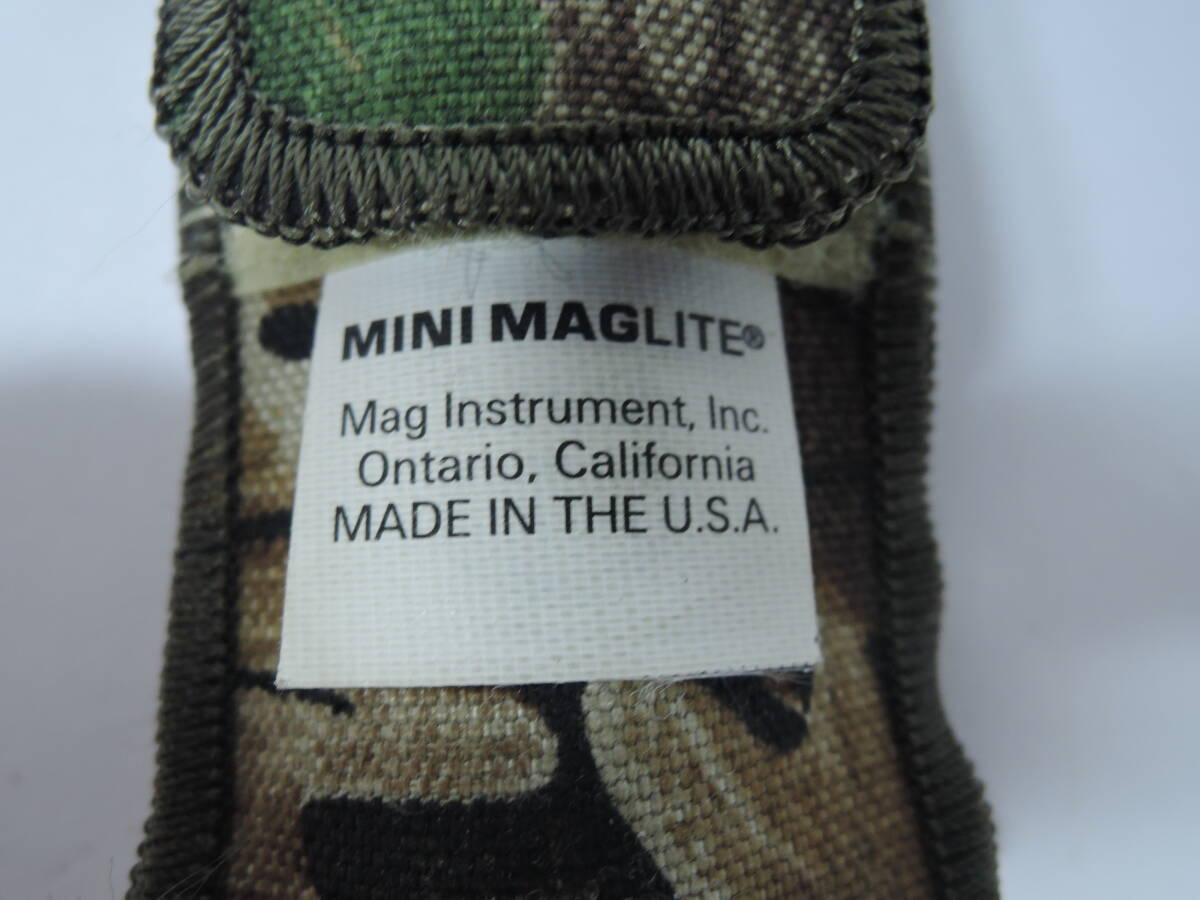 MINI MAGLITE®
Mag Instrument, Inc.
Ontario, California
MADE IN THE U.S.A.